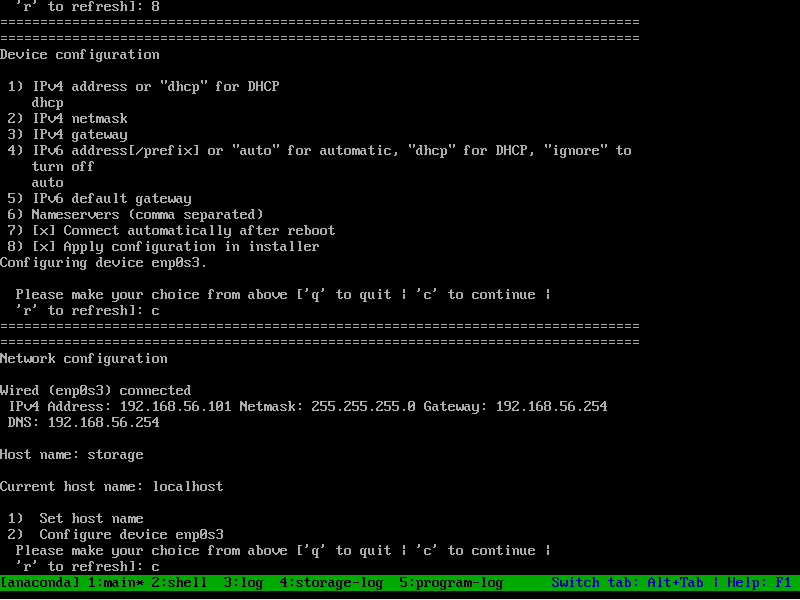 'r' to refresh]: 8
================================================================================
================================================================================
Device configuration
1) IPv4 address or "dhcp" for DHCP
dhcp
2) IPv4 netmask
3) IPv4 gateway
4) IPv6 address[/prefix] or "auto" for automatic, "dhcp" for DHCP, "ignore" to
turn off
auto
5) IPv6 default gateway
6) Nameservers (comma separated)
7) [x] Connect automatically after reboot
8) [x] Apply configuration in installer
Configuring device enp0s3.
Please make your choice from above ['q' to quit | 'c' to continue |
'r' to refresh]: c
================================================================================
================================================================================
Network configuration
Wired (enp0s3) connected
IPv4 Address: 192.168.56.101 Netmask: 255.255.255.0 Gateway: 192.168.56.254
DNS: 192.168.56.254
Host name: storage
Current host name: localhost
1) Set host name
2) Configure device enp0s3
Please make your choice from above ['q' to quit | 'c' to continue |
'r' to refresh]: c
[anaconda] 1:main* 2:shell 3:log 4:storage-log 5:program-log Switch tab: Alt+Tab | Help: F1